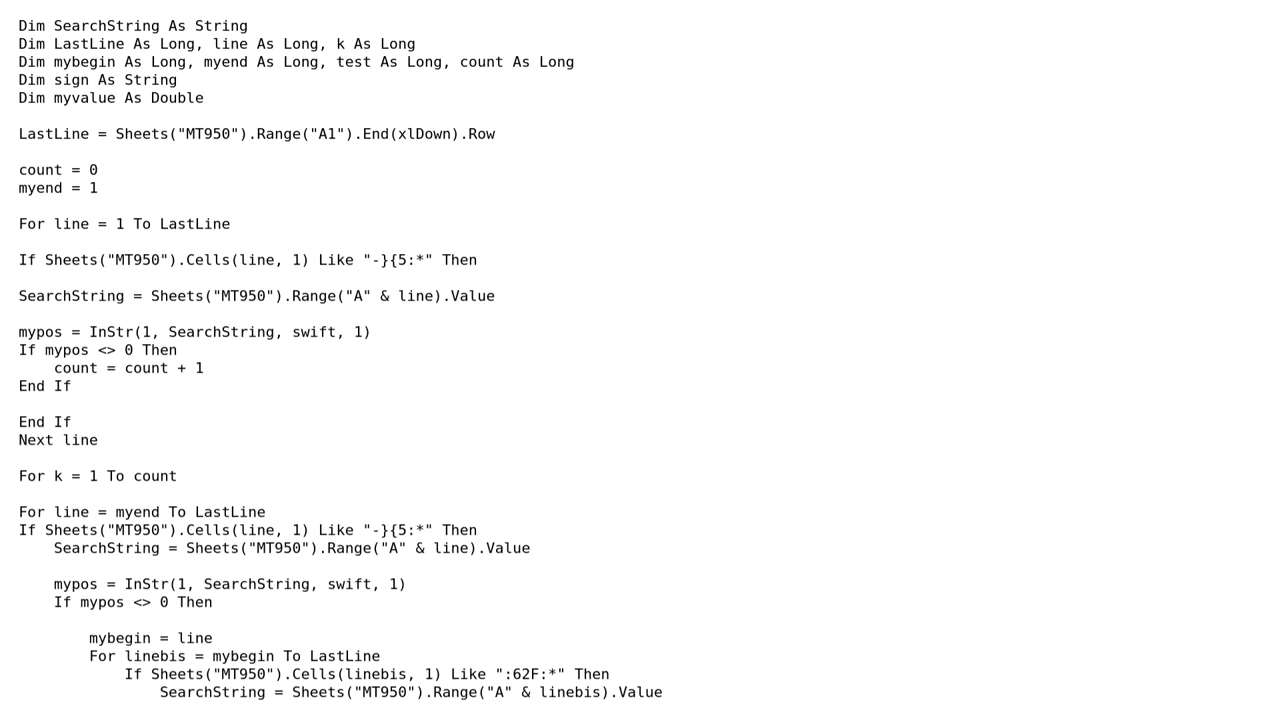 Dim SearchString As String
Dim LastLine As Long, line As Long, k As Long
Dim mybegin As Long, myend As Long, test As Long, count As Long
Dim sign As String
Dim myvalue As Double

LastLine = Sheets("MT950").Range("A1").End(xlDown).Row

count = 0
myend = 1

For line = 1 To LastLine

If Sheets("MT950").Cells(line, 1) Like "-}{5:*" Then

SearchString = Sheets("MT950").Range("A" & line).Value

mypos = InStr(1, SearchString, swift, 1)
If mypos <> 0 Then
    count = count + 1
End If

End If
Next line

For k = 1 To count

For line = myend To LastLine
If Sheets("MT950").Cells(line, 1) Like "-}{5:*" Then
    SearchString = Sheets("MT950").Range("A" & line).Value

    mypos = InStr(1, SearchString, swift, 1)
    If mypos <> 0 Then

        mybegin = line
        For linebis = mybegin To LastLine
            If Sheets("MT950").Cells(linebis, 1) Like ":62F:*" Then
                SearchString = Sheets("MT950").Range("A" & linebis).Value